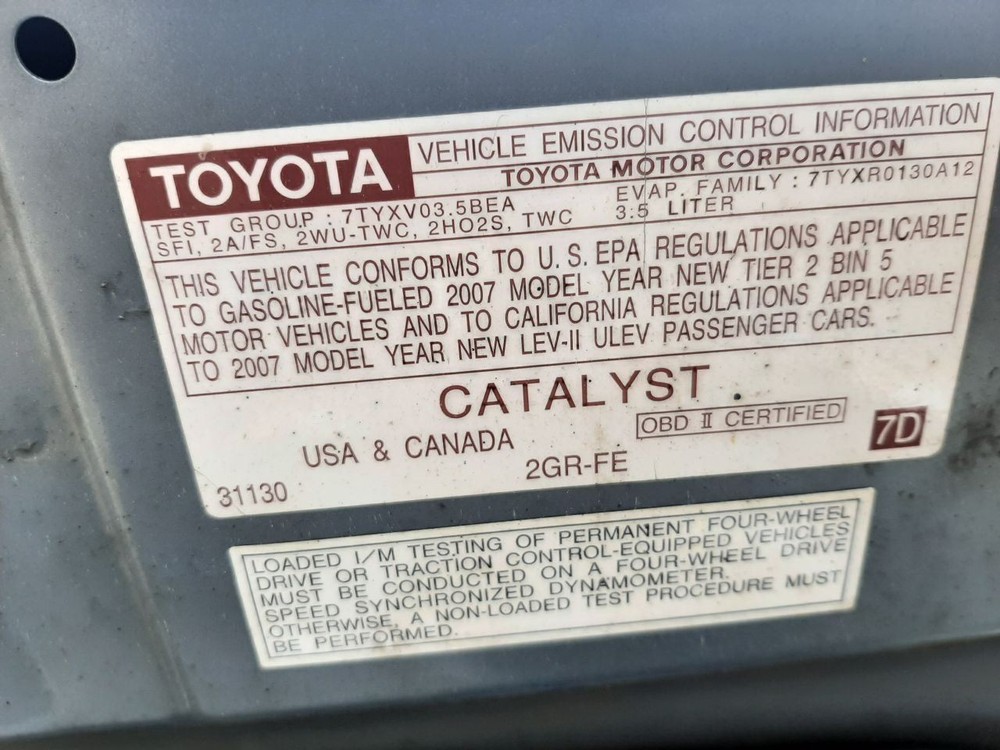 TOYOTA VEHICLE EMISSION CONTROL INFORMATION
TOYOTA MOTOR CORPORATION
TEST GROUP : 7TYXV03.5BEA EVAP. FAMILY : 7TYXR0130A12
SFI, 2A/FS, 2WU-TWC, 2HO2S, TWC 3.5 LITER
THIS VEHICLE CONFORMS TO U.S. EPA REGULATIONS APPLICABLE
TO GASOLINE-FUELED 2007 MODEL YEAR NEW TIER 2 BIN 5
MOTOR VEHICLES AND TO CALIFORNIA REGULATIONS APPLICABLE
TO 2007 MODEL YEAR NEW LEV-II ULEV PASSENGER CARS.
CATALYST
USA & CANADA OBD II CERTIFIED 7D
31130 2GR-FE
LOADED I/M TESTING OF PERMANENT FOUR-WHEEL
DRIVE OR TRACTION CONTROL-EQUIPPED VEHICLES
MUST BE CONDUCTED ON A FOUR-WHEEL DRIVE
SPEED SYNCHRONIZED DYNAMOMETER.
OTHERWISE, A NON-LOADED TEST PROCEDURE MUST
BE PERFORMED.